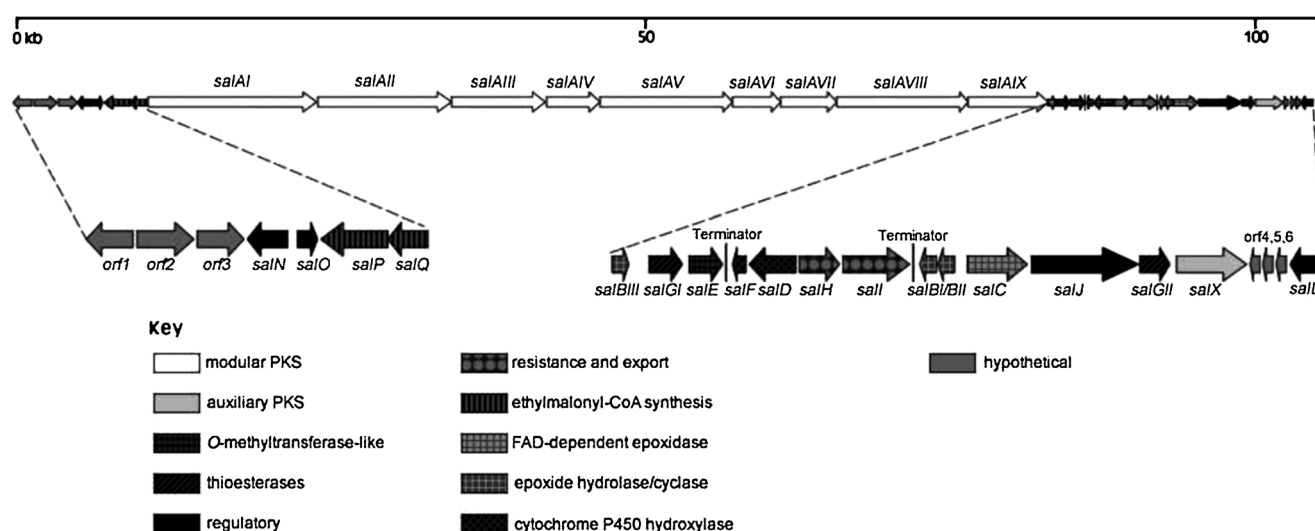 0 kb 50 100
salAI salAII salAIII salAIV salAV salAVI salAVII salAVIII salAIX
Terminator Terminator orf4,5,6
orf1 orf2 orf3 salN salO salP salQ
salBIII salGI salE salF salD salH salI salBI/BII salC salJ salGII salX
Key
modular PKS resistance and export hypothetical
auxiliary PKS ethylmalonyl-CoA synthesis
O-methyltransferase-like FAD-dependent epoxidase
thioesterases epoxide hydrolase/cyclase
regulatory cytochrome P450 hydroxylase